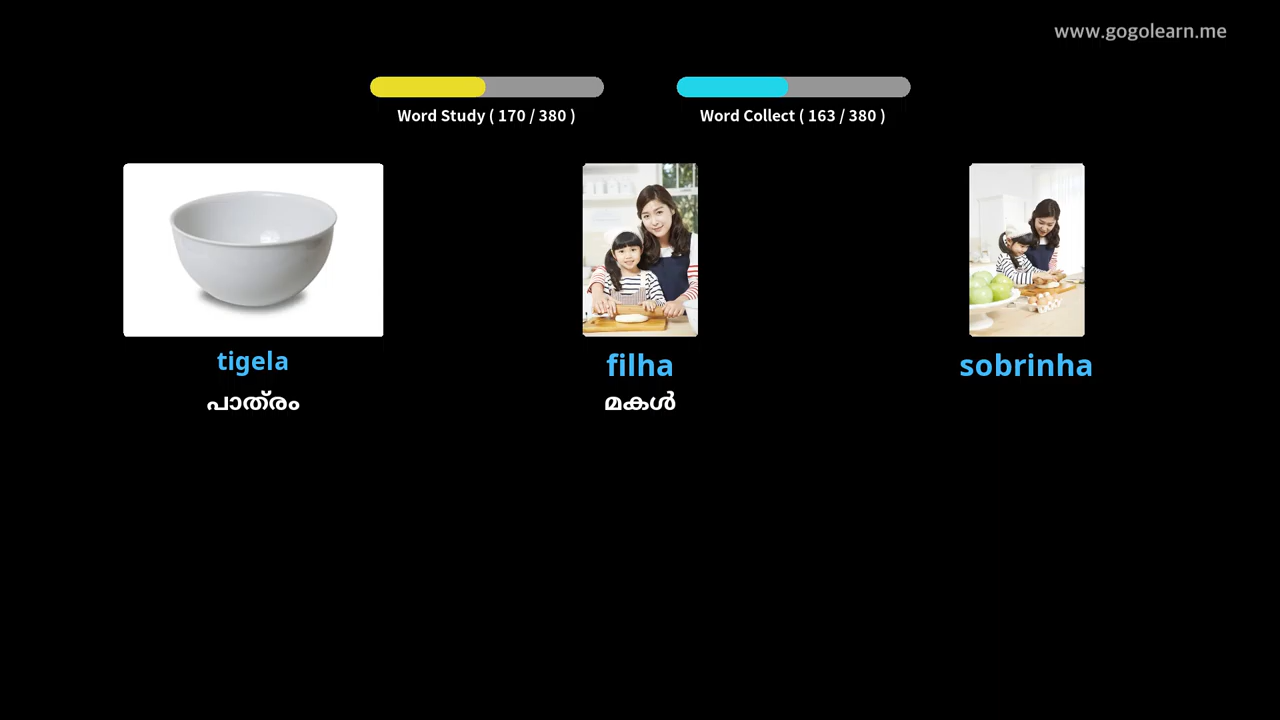 www.gogolearn.me
Word Study ( 170 / 380 )
Word Collect ( 163 / 380 )
tigela
filha
sobrinha
പാത്രം
മകൾ